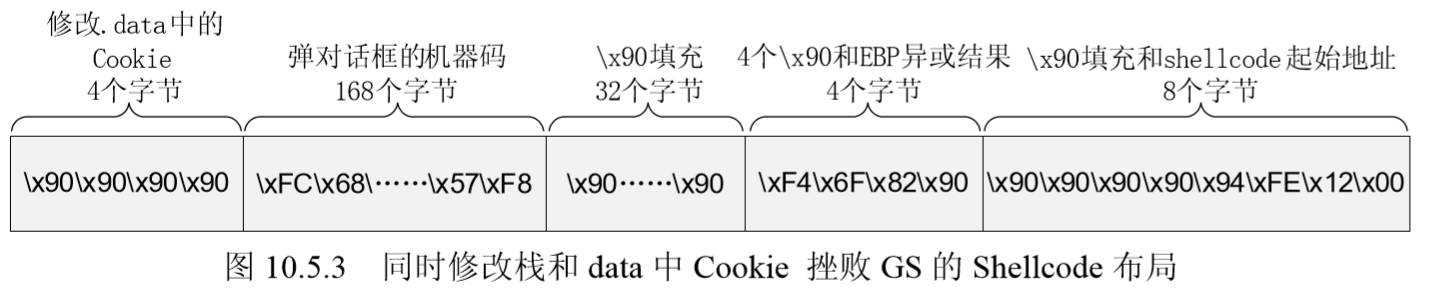 修改.data中的
Cookie
4个字节
弹对话框的机器码
168个字节
\x90填充
32个字节
4个\x90和EBP异或结果
4个字节
\x90填充和shellcode起始地址
8个字节
\x90\x90\x90\x90
\xFC\x68\……\x57\xF8
\x90……\x90
\xF4\x6F\x82\x90
\x90\x90\x90\x90\x94\xFE\x12\x00
图 10.5.3 同时修改栈和 data 中 Cookie 挫败 GS 的 Shellcode 布局